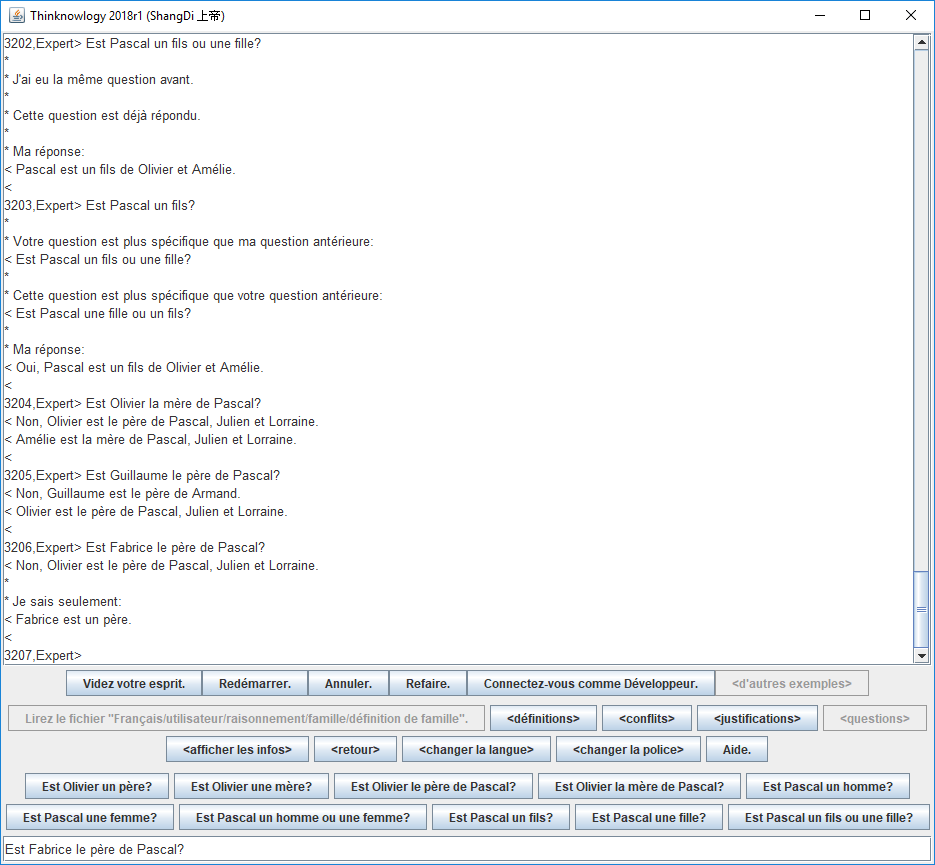 Thinknowlogy 2018r1 (ShangDi 上帝)
3202,Expert> Est Pascal un fils ou une fille?
*
* J'ai eu la même question avant.
*
* Cette question est déjà répondu.
*
* Ma réponse:
< Pascal est un fils de Olivier et Amélie.
<
3203,Expert> Est Pascal un fils?
*
* Votre question est plus spécifique que ma question antérieure:
< Est Pascal un fils ou une fille?
*
* Cette question est plus spécifique que votre question antérieure:
< Est Pascal une fille ou un fils?
*
* Ma réponse:
< Oui, Pascal est un fils de Olivier et Amélie.
<
3204,Expert> Est Olivier la mère de Pascal?
< Non, Olivier est le père de Pascal, Julien et Lorraine.
< Amélie est la mère de Pascal, Julien et Lorraine.
<
3205,Expert> Est Guillaume le père de Pascal?
< Non, Guillaume est le père de Armand.
< Olivier est le père de Pascal, Julien et Lorraine.
<
3206,Expert> Est Fabrice le père de Pascal?
< Non, Olivier est le père de Pascal, Julien et Lorraine.
*
* Je sais seulement:
< Fabrice est un père.
<
3207,Expert>
Videz votre esprit. Redémarrer. Annuler. Refaire. Connectez-vous comme Développeur. <d'autres exemples>
Lirez le fichier "Français/utilisateur/raisonnement/famille/définition de famille". <définitions> <conflits> <justifications> <questions>
<afficher les infos> <retour> <changer la langue> <changer la police> Aide.
Est Olivier un père? Est Olivier une mère? Est Olivier le père de Pascal? Est Olivier la mère de Pascal? Est Pascal un homme?
Est Pascal une femme? Est Pascal un homme ou une femme? Est Pascal un fils? Est Pascal une fille? Est Pascal un fils ou une fille?
Est Fabrice le père de Pascal?